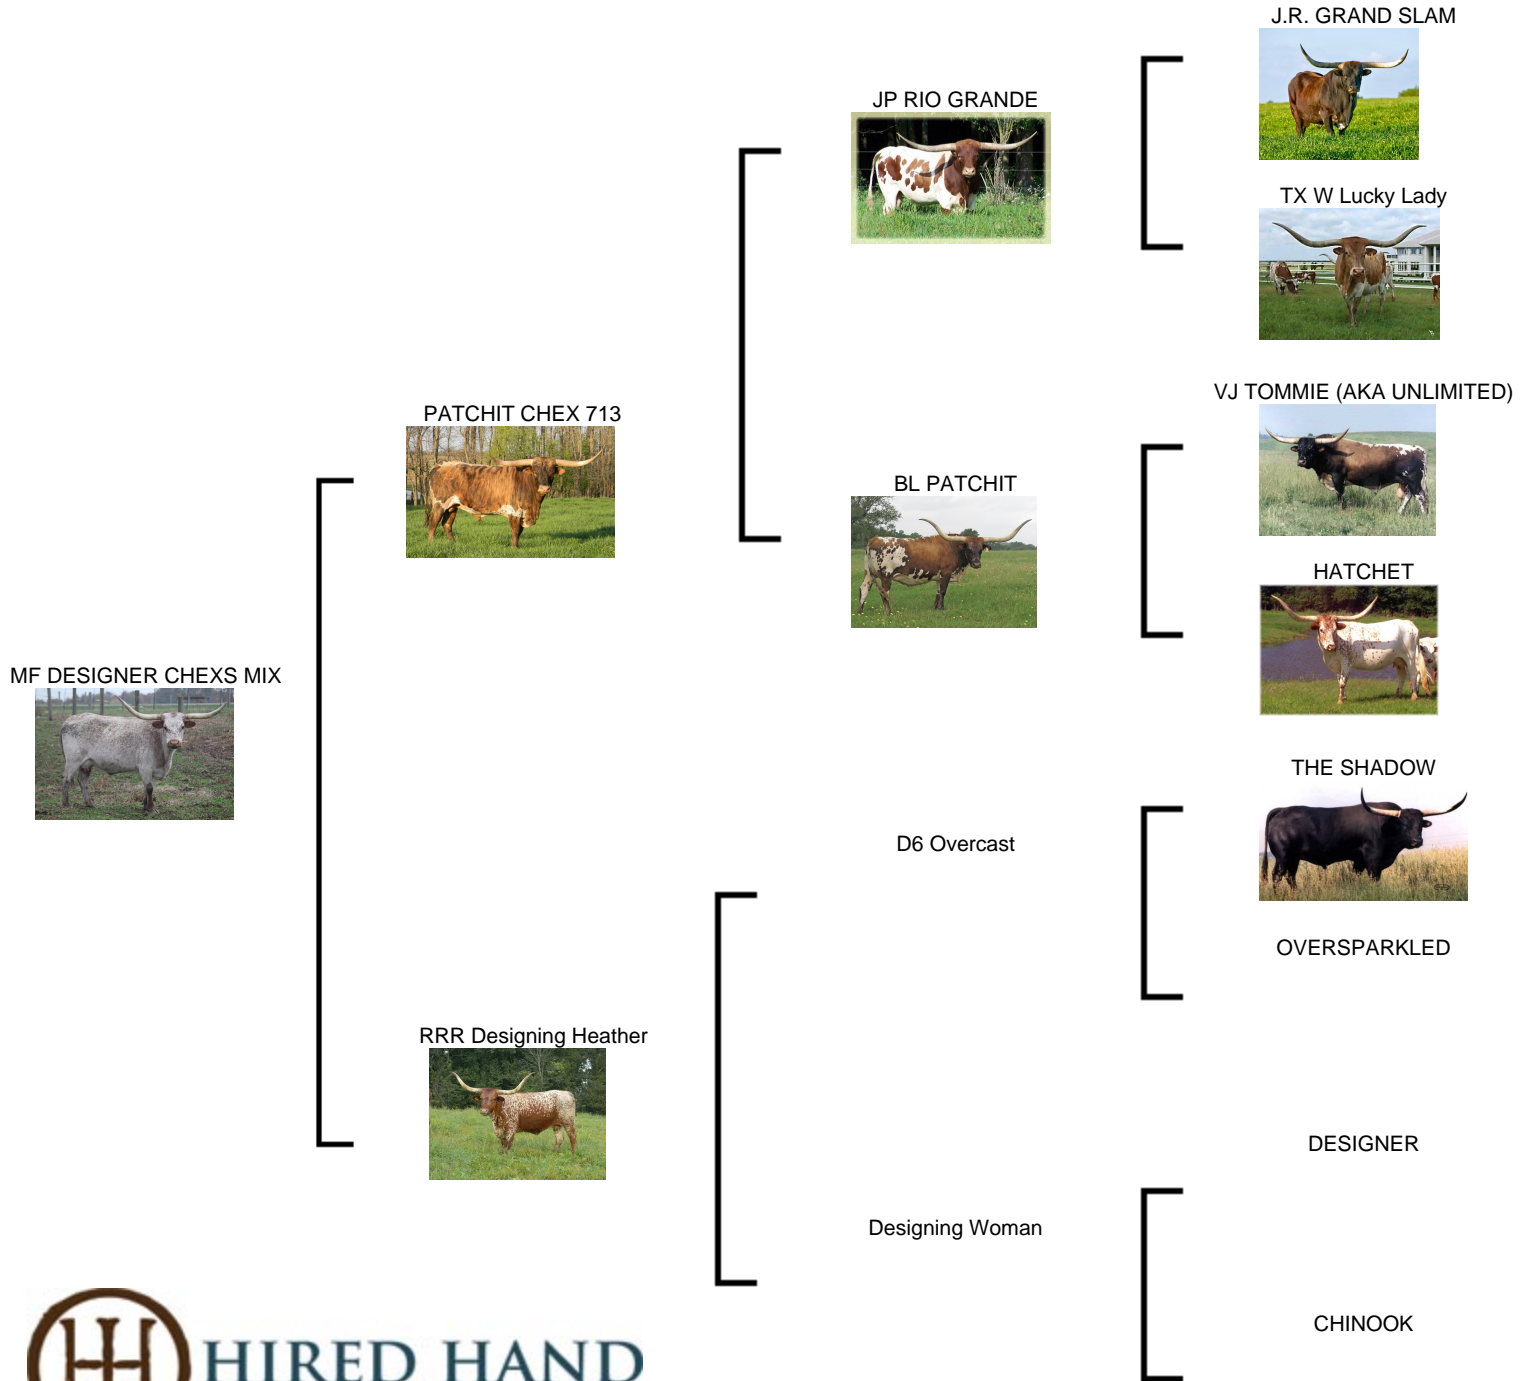 J.R. GRAND SLAM
JP RIO GRANDE
TX W Lucky Lady
VJ TOMMIE (AKA UNLIMITED)
PATCHIT CHEX 713
BL PATCHIT
HATCHET
MF DESIGNER CHEXS MIX
THE SHADOW
D6 Overcast
OVERSPARKLED
RRR Designing Heather
DESIGNER
Designing Woman
CHINOOK
HIRED HAND